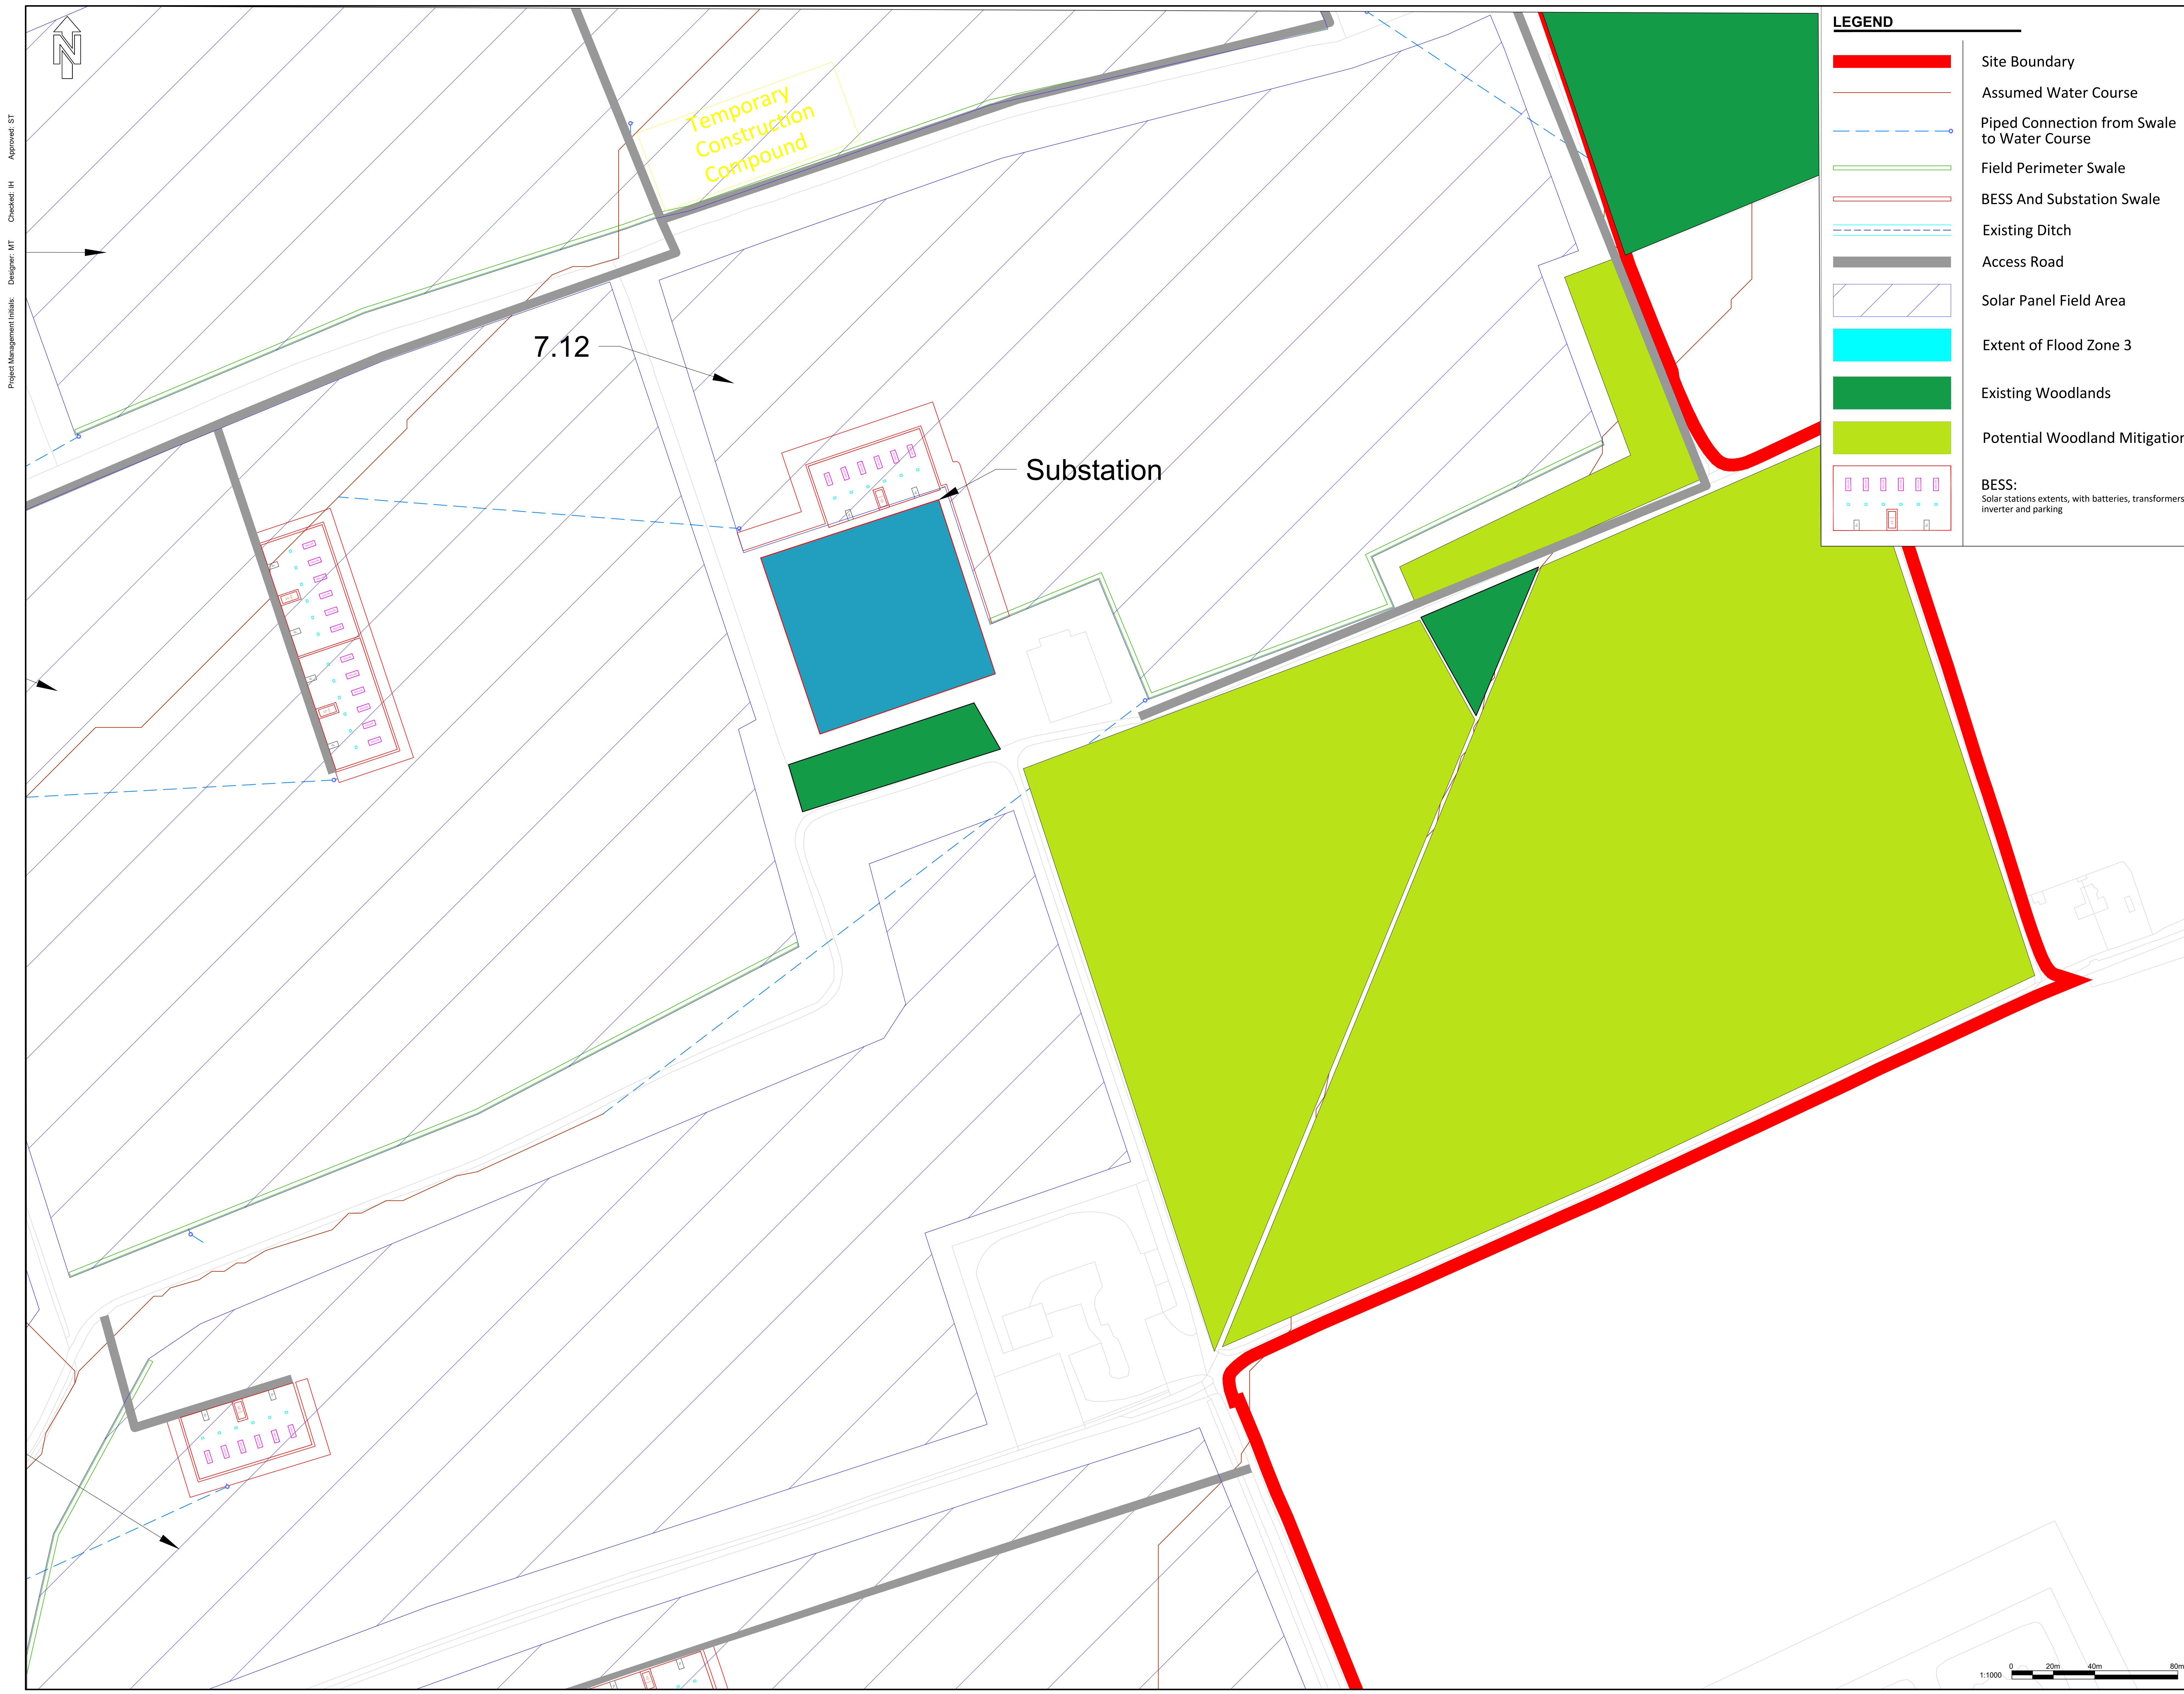 N
Project Management Initials: Designer: MT Checked: IH Approved: ST
Temporary
Construction
Compound
7.12
Substation
LEGEND
Site Boundary
Assumed Water Course
Piped Connection from Swale
to Water Course
Field Perimeter Swale
BESS And Substation Swale
Existing Ditch
Access Road
Solar Panel Field Area
Extent of Flood Zone 3
Existing Woodlands
Potential Woodland Mitigation
BESS:
Solar stations extents, with batteries, transformers
inverter and parking
1:1000
0 20m 40m 80m